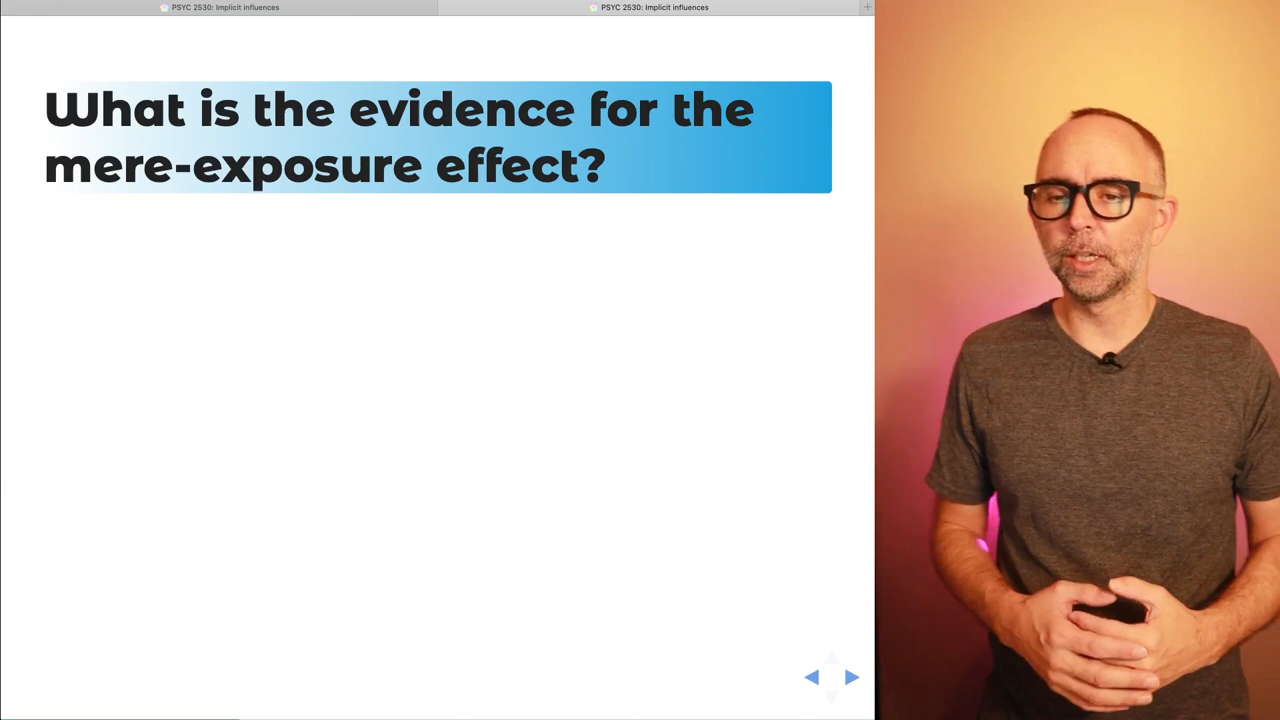 PSYC 2530: Implicit influences
PSYC 2530: Implicit influences
What is the evidence for the
mere-exposure effect?